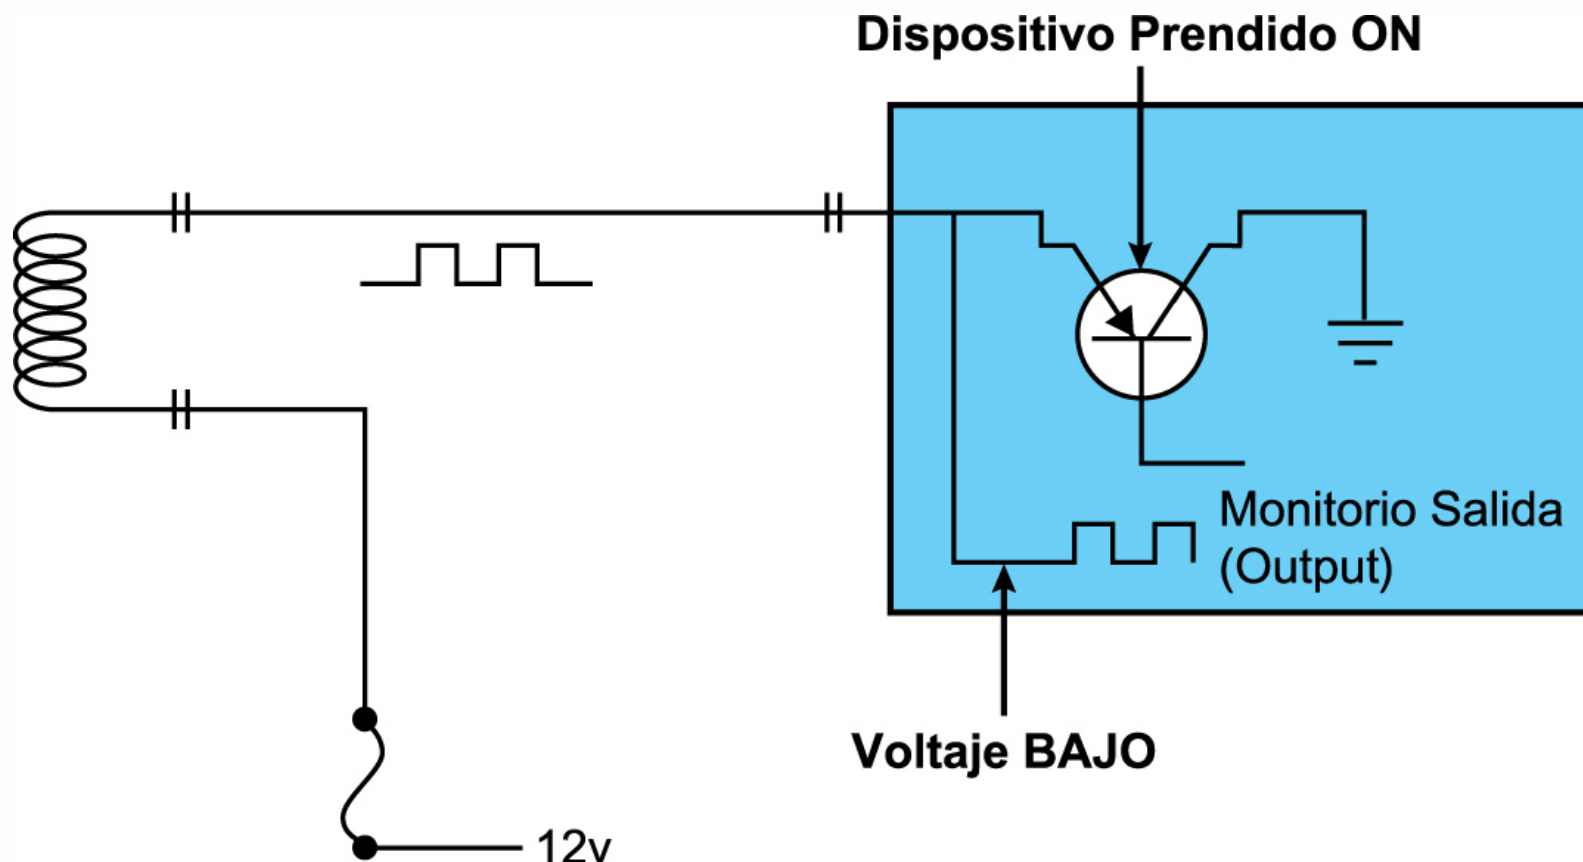 Dispositivo Prendido ON
Monitorio Salida
(Output)
Voltaje BAJO
12v